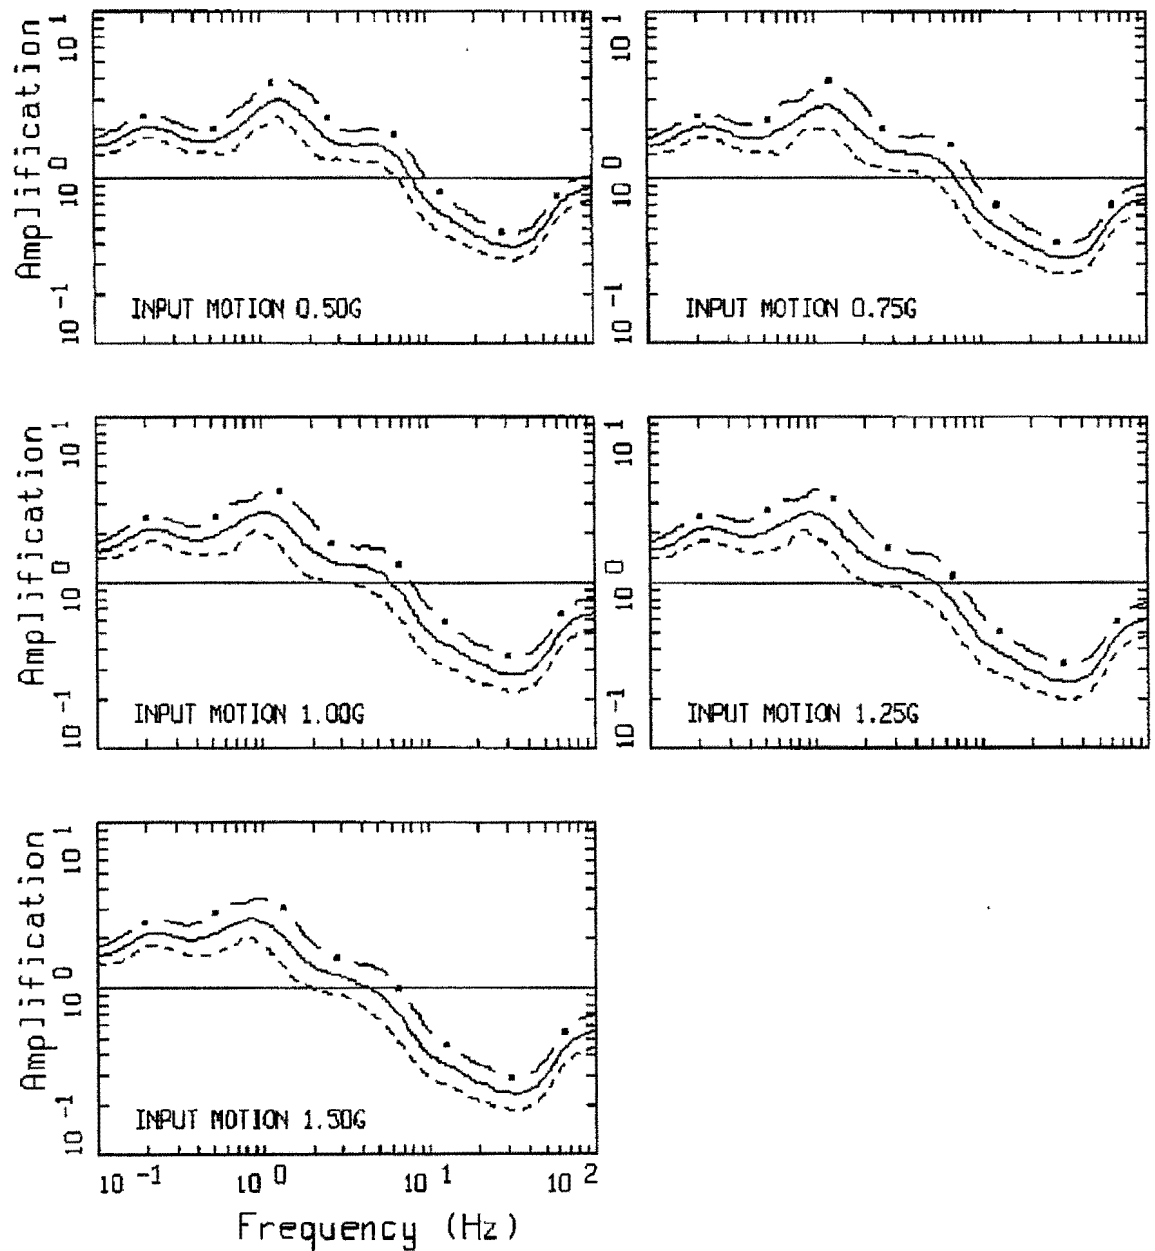 Amplification
10 -1 10 0 10 1
INPUT MOTION 0.50G
10 -1 10 0 10 1
INPUT MOTION 0.75G
Amplification
10 -1 10 0 10 1
INPUT MOTION 1.00G
10 -1 10 0 10 1
INPUT MOTION 1.25G
Amplification
10 -1 10 0 10 1
INPUT MOTION 1.50G
10 -1 10 0 10 1 10 2
Frequency (Hz)